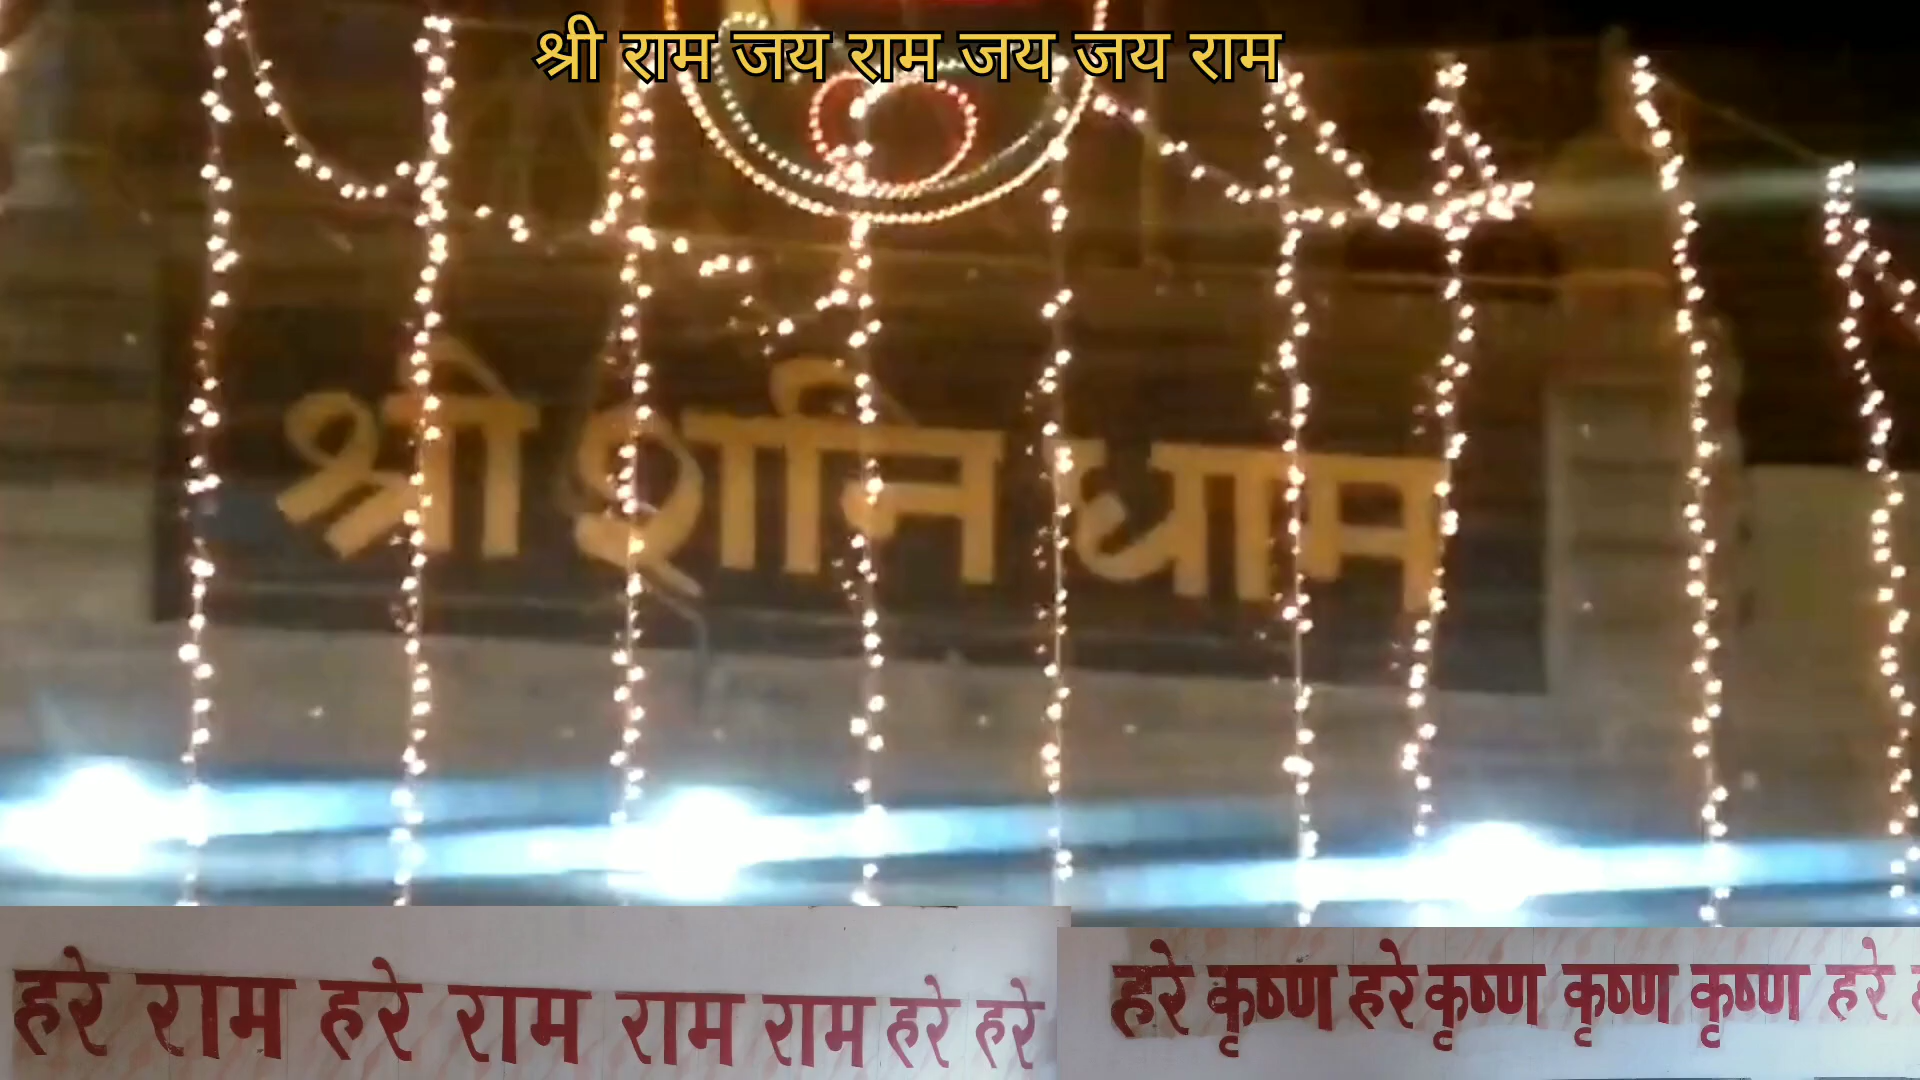 श्री राम जय राम जय जय राम
श्री शनि धाम
हरे राम हरे राम राम राम हरे हरे
हरे कृष्ण हरे कृष्ण कृष्ण कृष्ण हरे